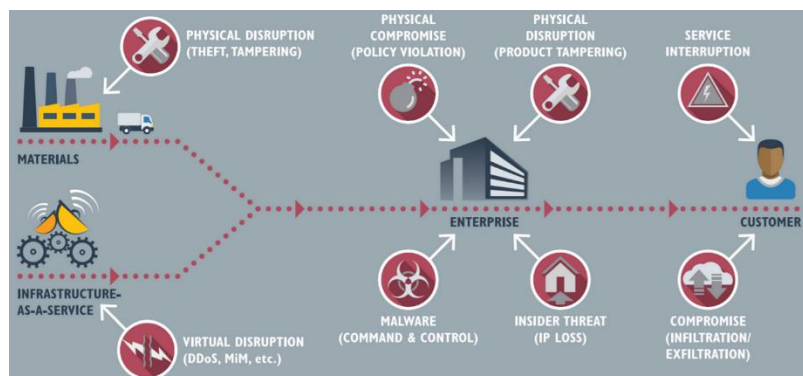 PHYSICAL DISRUPTION
(THEFT, TAMPERING)
PHYSICAL
COMPROMISE
(POLICY VIOLATION)
PHYSICAL
DISRUPTION
(PRODUCT TAMPERING)
SERVICE
INTERRUPTION
MATERIALS
ENTERPRISE
CUSTOMER
INFRASTRUCTURE-
AS-A-SERVICE
VIRTUAL DISRUPTION
(DDoS, MiM, etc.)
MALWARE
(COMMAND & CONTROL)
INSIDER THREAT
(IP LOSS)
COMPROMISE
(INFILTRATION/
EXFILTRATION)